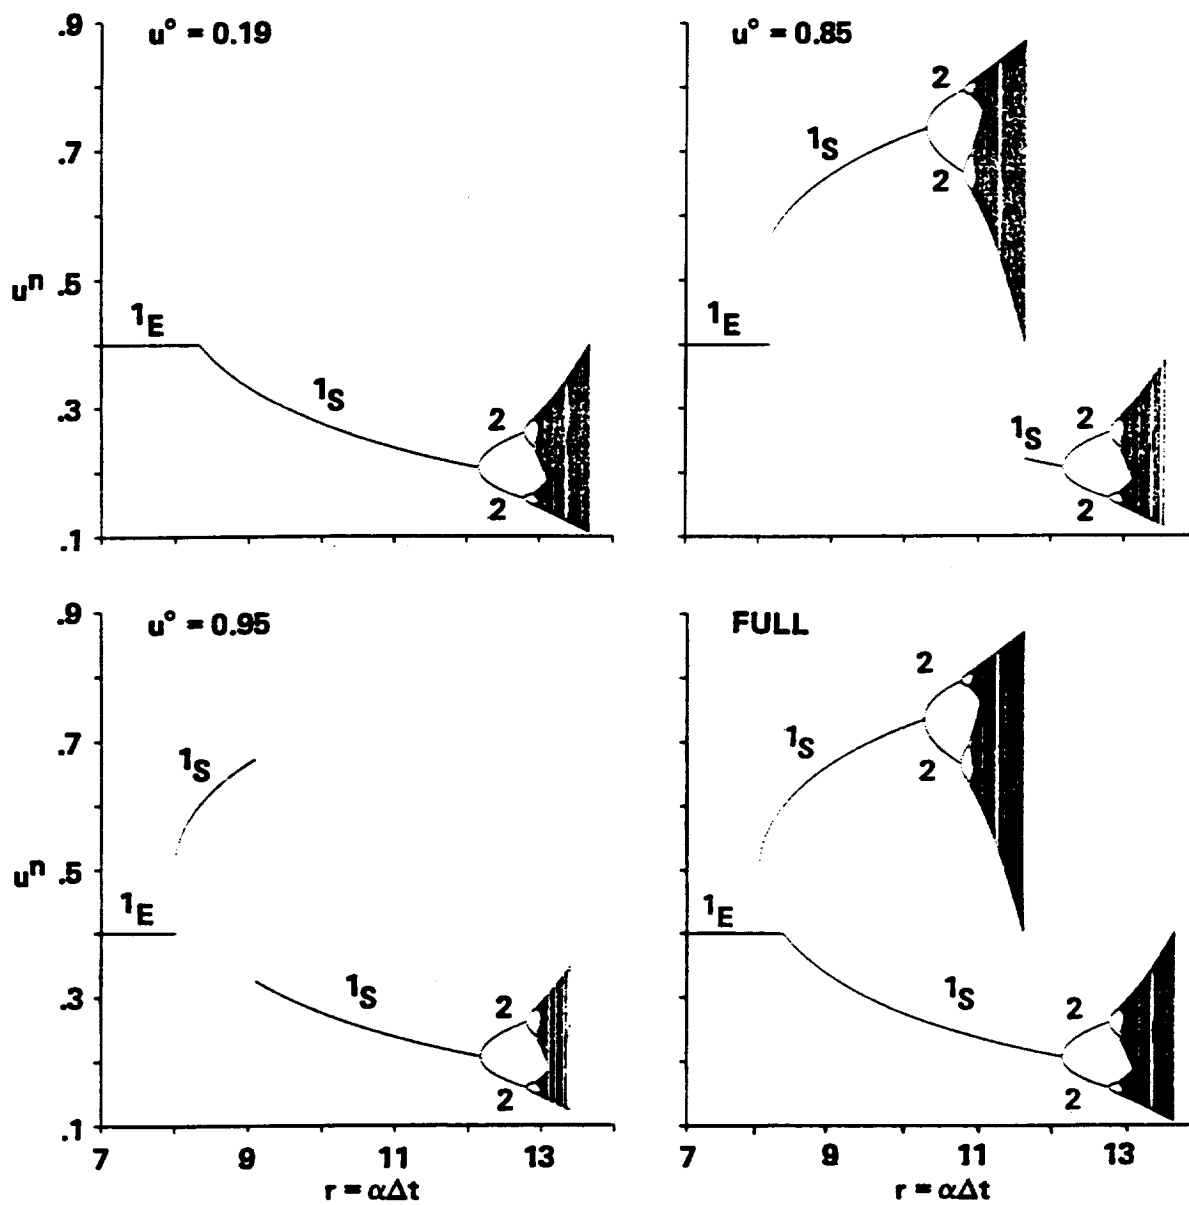 u° = 0.19
.9
.7
uⁿ .5
.3
.1
1E
1S
2
2
u° = 0.85
1E
1S
2
2
1S
2
2
u° = 0.95
.9
.7
uⁿ .5
.3
.1
1S
1E
1S
2
2
7 9 11 13
r = αΔt
FULL
1S
2
2
1E
1S
2
2
7 9 11 13
r = αΔt